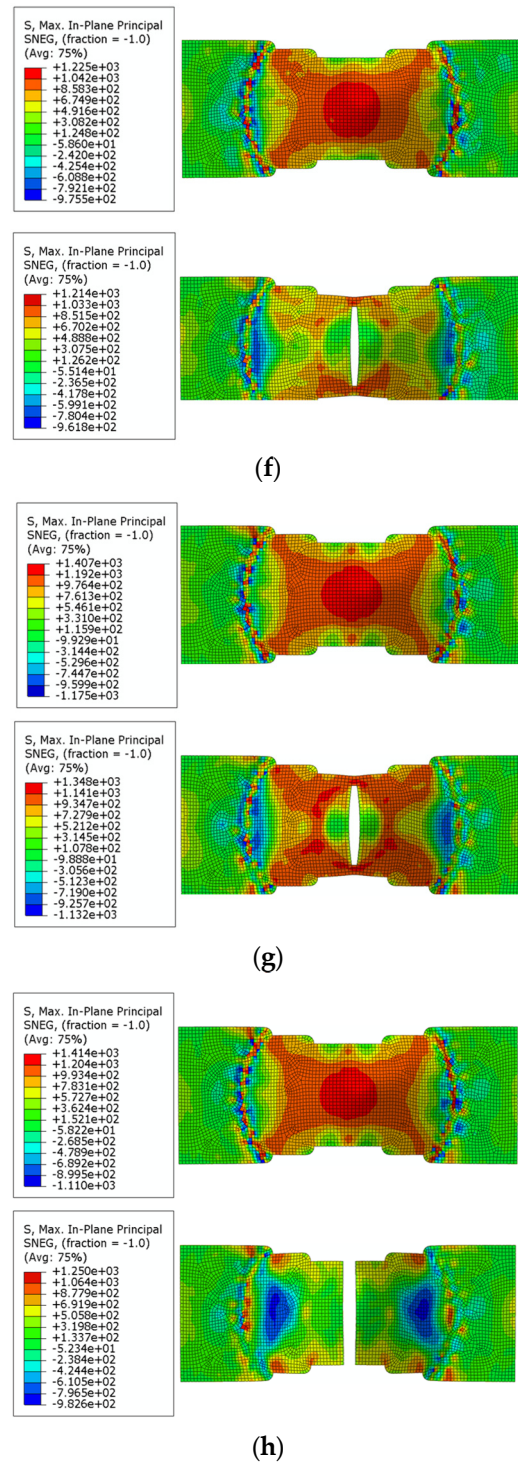 S, Max. In-Plane Principal
SNEG, (fraction = -1.0)
(Avg: 75%)
+1.225e+03
+1.042e+03
+8.583e+02
+6.749e+02
+4.916e+02
+3.082e+02
+1.248e+02
-5.860e+01
-2.420e+02
-4.254e+02
-6.088e+02
-7.921e+02
-9.755e+02
S, Max. In-Plane Principal
SNEG, (fraction = -1.0)
(Avg: 75%)
+1.214e+03
+1.033e+03
+8.515e+02
+6.702e+02
+4.888e+02
+3.075e+02
+1.262e+02
-5.514e+01
-2.365e+02
-4.178e+02
-5.991e+02
-7.804e+02
-9.618e+02
(f)
S, Max. In-Plane Principal
SNEG, (fraction = -1.0)
(Avg: 75%)
+1.407e+03
+1.192e+03
+9.764e+02
+7.613e+02
+5.461e+02
+3.310e+02
+1.159e+02
-9.929e+01
-3.144e+02
-5.296e+02
-7.447e+02
-9.599e+02
-1.175e+03
S, Max. In-Plane Principal
SNEG, (fraction = -1.0)
(Avg: 75%)
+1.348e+03
+1.141e+03
+9.347e+02
+7.279e+02
+5.212e+02
+3.145e+02
+1.078e+02
-9.888e+01
-3.056e+02
-5.123e+02
-7.190e+02
-9.257e+02
-1.132e+03
(g)
S, Max. In-Plane Principal
SNEG, (fraction = -1.0)
(Avg: 75%)
+1.414e+03
+1.204e+03
+9.934e+02
+7.831e+02
+5.727e+02
+3.624e+02
+1.521e+02
-5.822e+01
-2.685e+02
-4.789e+02
-6.892e+02
-8.995e+02
-1.110e+03
S, Max. In-Plane Principal
SNEG, (fraction = -1.0)
(Avg: 75%)
+1.250e+03
+1.064e+03
+8.779e+02
+6.919e+02
+5.058e+02
+3.198e+02
+1.337e+02
-5.234e+01
-2.384e+02
-4.244e+02
-6.105e+02
-7.965e+02
-9.826e+02
(h)